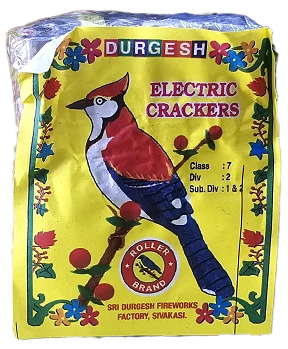 DURGESH
ELECTRIC
CRACKERS
Class : 7
Div : 2
Sub. Div : 1 & 2
ROLLER
BRAND
SRI DURGESH FIREWORKS
FACTORY, SIVAKASI.